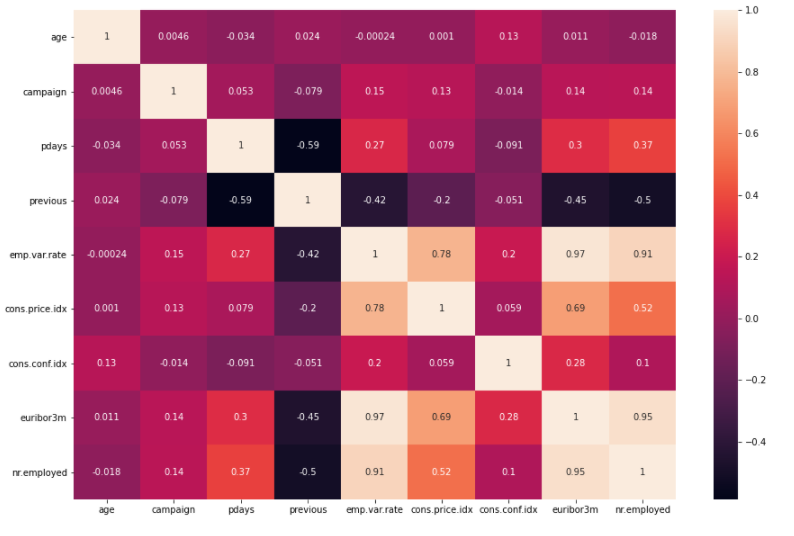 1.0
age 1 0.0046 -0.034 0.024 -0.00024 0.001 0.13 0.011 -0.018
0.8
campaign 0.0046 1 0.053 -0.079 0.15 0.13 -0.014 0.14 0.14
0.6
pdays -0.034 0.053 1 -0.59 0.27 0.079 -0.091 0.3 0.37
0.4
previous 0.024 -0.079 -0.59 1 -0.42 -0.2 -0.051 -0.45 -0.5
emp.var.rate -0.00024 0.15 0.27 -0.42 1 0.78 0.2 0.97 0.91
0.2
cons.price.idx 0.001 0.13 0.079 -0.2 0.78 1 0.059 0.69 0.52
0.0
cons.conf.idx 0.13 -0.014 -0.091 -0.051 0.2 0.059 1 0.28 0.1
-0.2
euribor3m 0.011 0.14 0.3 -0.45 0.97 0.69 0.28 1 0.95
-0.4
nr.employed -0.018 0.14 0.37 -0.5 0.91 0.52 0.1 0.95 1
age campaign pdays previous emp.var.rate cons.price.idx cons.conf.idx euribor3m nr.employed